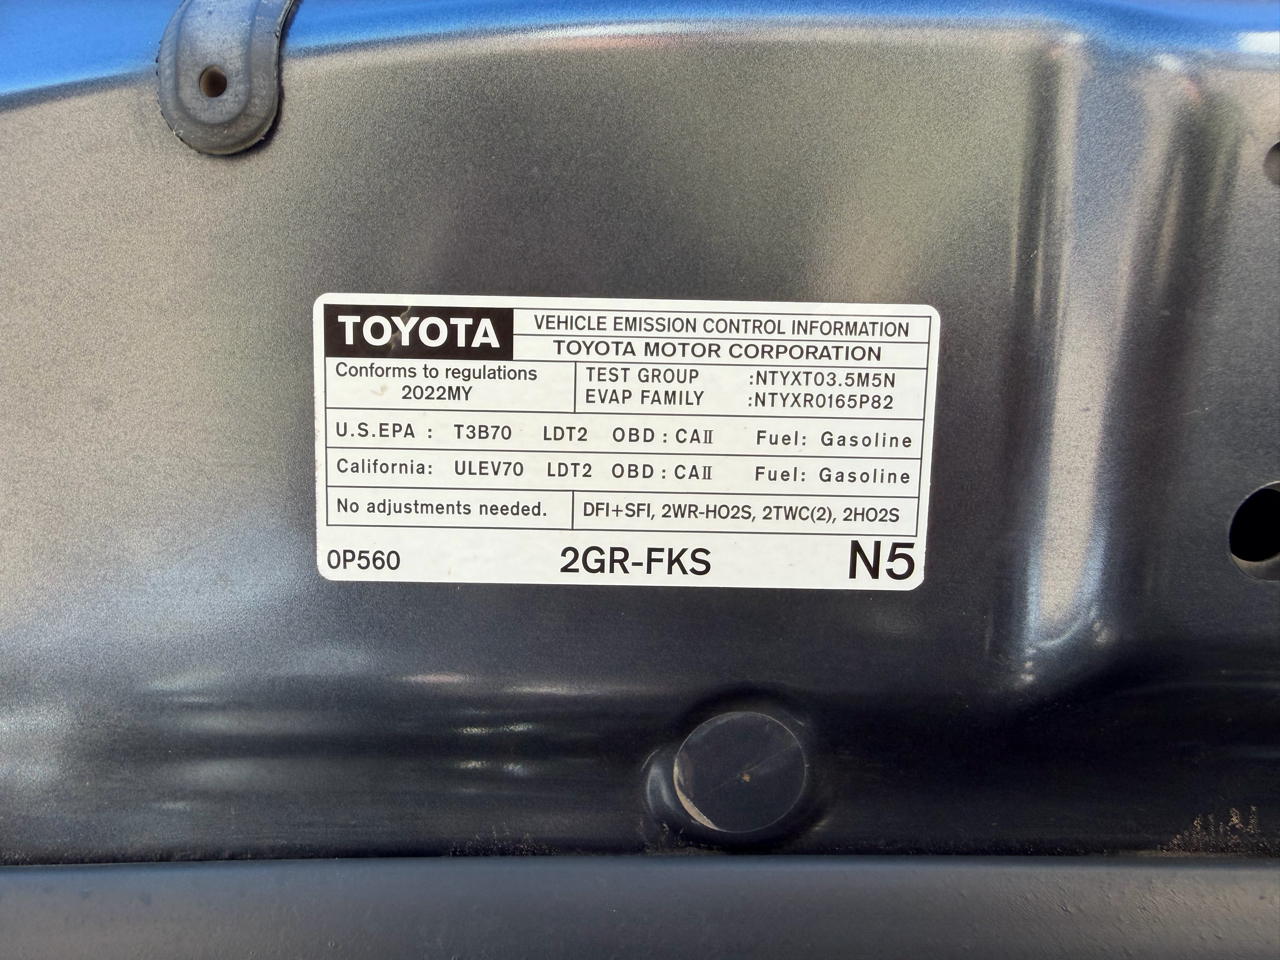 TOYOTA
VEHICLE EMISSION CONTROL INFORMATION
TOYOTA MOTOR CORPORATION
Conforms to regulations
2022MY
TEST GROUP :NTYXT03.5M5N
EVAP FAMILY :NTYXR0165P82
U.S.EPA : T3B70 LDT2 OBD : CAⅡ Fuel: Gasoline
California: ULEV70 LDT2 OBD : CAⅡ Fuel: Gasoline
No adjustments needed.
DFI+SFI, 2WR-HO2S, 2TWC(2), 2HO2S
0P560 2GR-FKS N5